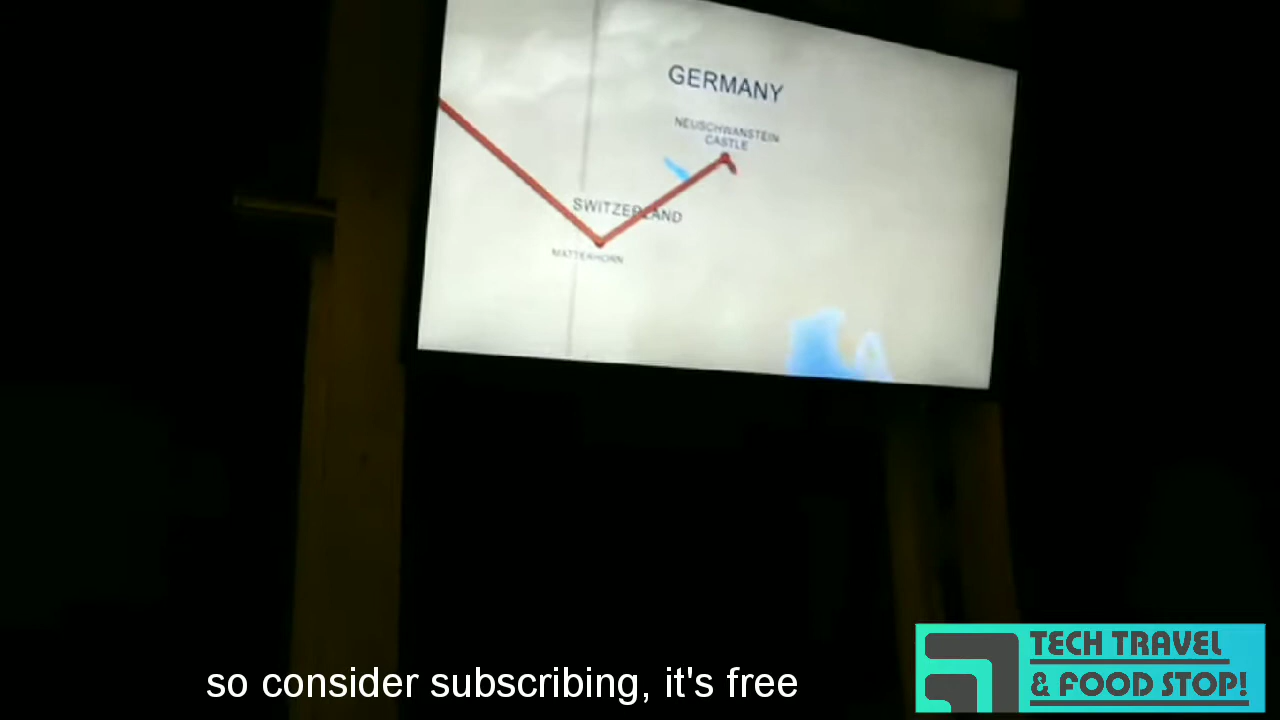 GERMANY
NEUSCHWANSTEIN
CASTLE
SWITZERLAND
MATTERHORN
so consider subscribing, it's free
TECH TRAVEL
& FOOD STOP!